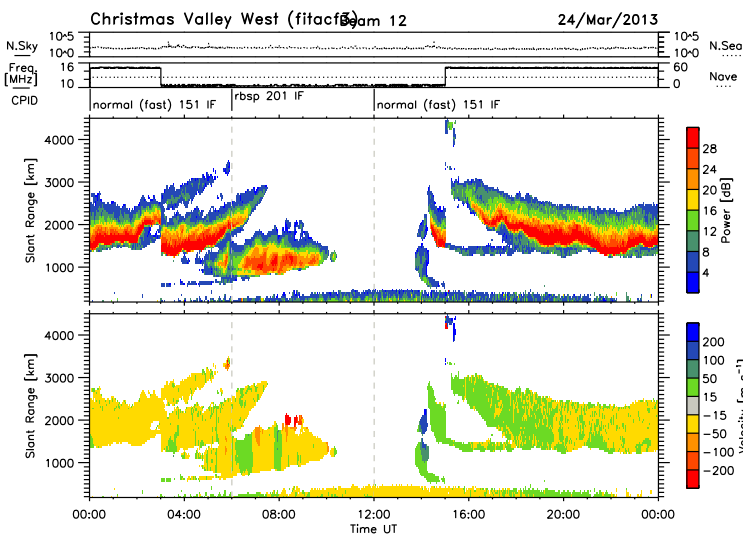 Christmas Valley West (fitacf3) Beam 12 24/Mar/2013
N.Sky 10^5 10^5 N.Sea
10^0 10^0
Freq 16 60 Nave
[MHz] 10 0
CPID normal (fast) 151 IF rbsp 201 IF normal (fast) 151 IF
Slant Range [km] 4000 3000 2000 1000
28 24 20 16 12 8 4 Power [dB]
Slant Range [km] 4000 3000 2000 1000
200 100 50 15 -15 -50 -100 -200 Velocity [m s⁻¹]
00:00 04:00 08:00 12:00 16:00 20:00 00:00
Time UT